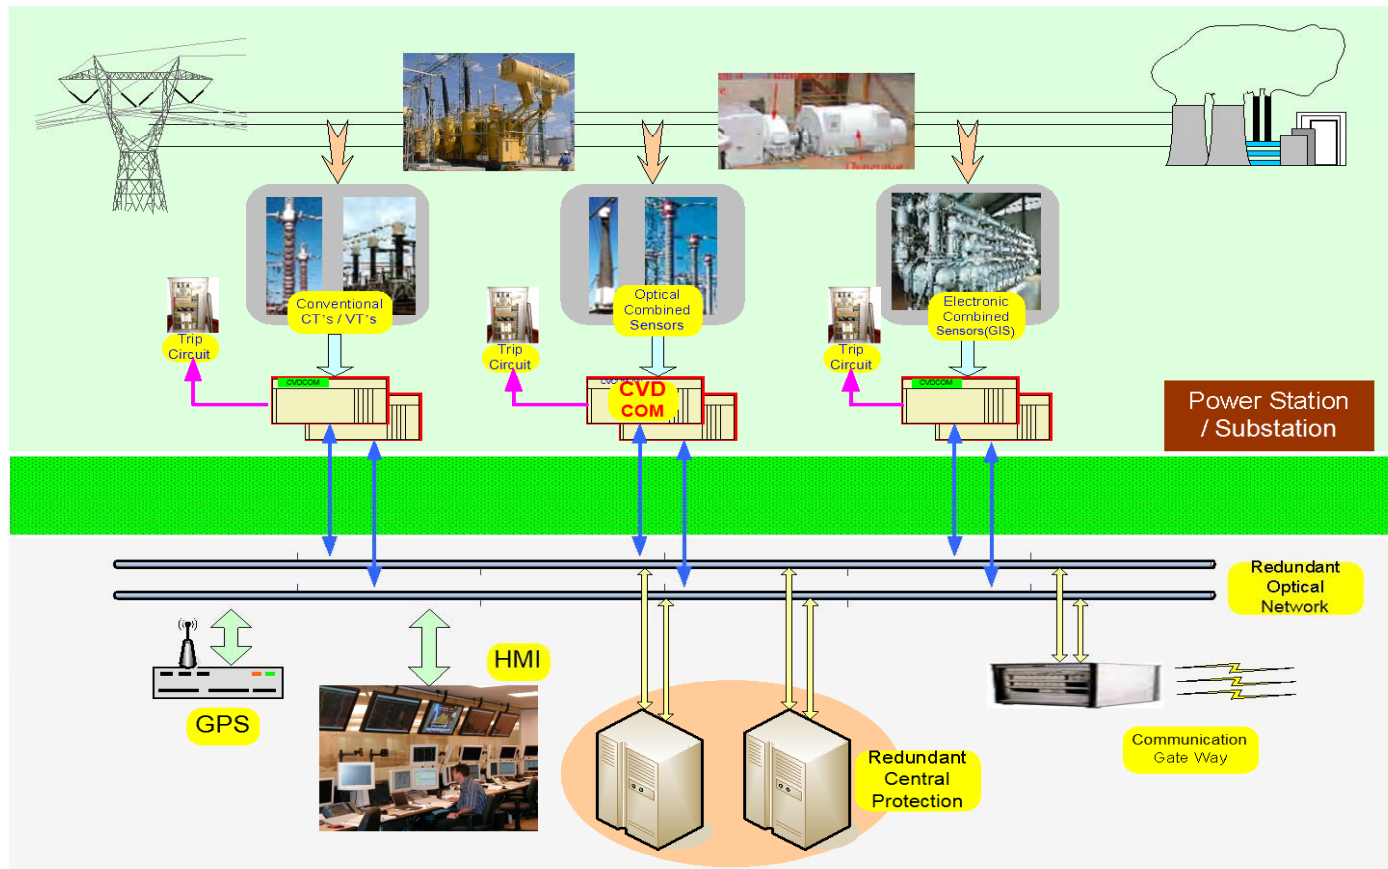 Conventional
CT's / VT's
Optical
Combined
Sensors
Electronic
Combined
Sensors(GIS)
Trip
Circuit
Trip
Circuit
Trip
Circuit
CVDCOM
CVD
COM
CVDCOM
Power Station
/ Substation
Redundant
Optical
Network
HMI
GPS
Redundant
Central
Protection
Communication
Gate Way